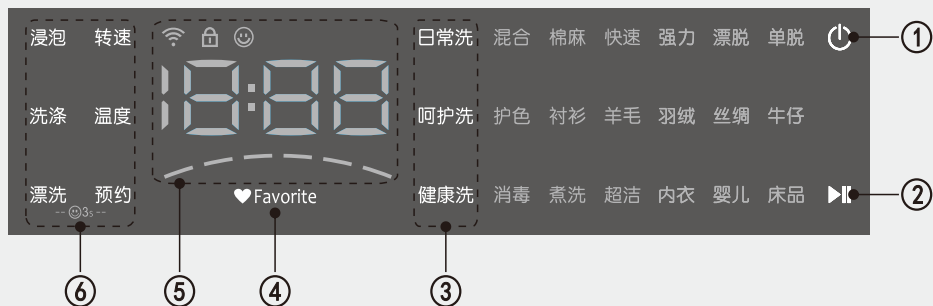 浸泡 转速 日常洗 混合 棉麻 快速 强力 漂脱 单脱 ①
18:88
洗涤 温度 呵护洗 护色 衬衫 羊毛 羽绒 丝绸 牛仔
漂洗 预约 Favorite 健康洗 消毒 煮洗 超洁 内衣 婴儿 床品 ②
--☺3s--
⑥ ⑤ ④ ③